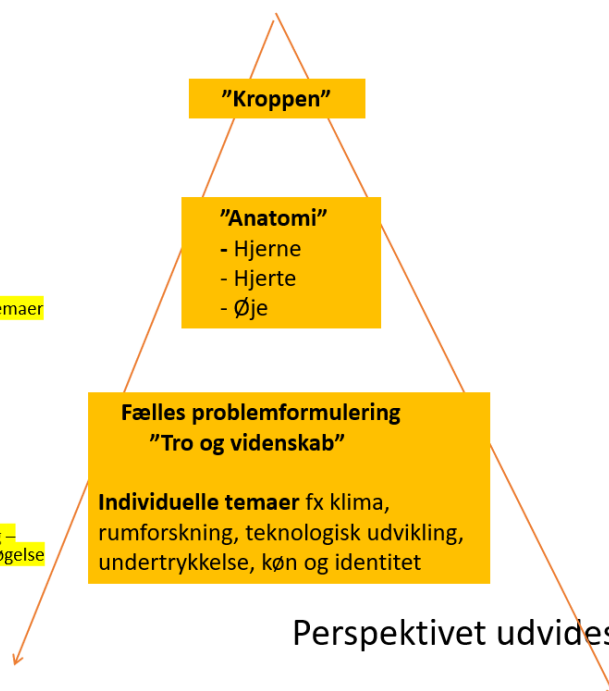 ”Kroppen”
”Anatomi”
- Hjerne
- Hjerte
- Øje
emaer
Fælles problemformulering
”Tro og videnskab”
Individuelle temaer fx klima,
rumforskning, teknologisk udvikling,
undertrykkelse, køn og identitet
–
øgelse
Perspektivet udvides